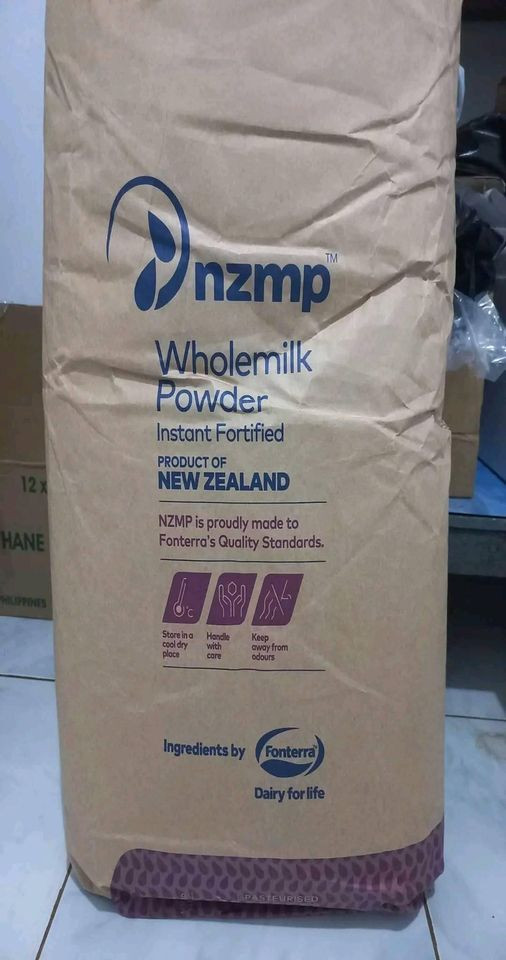 nzmp™
Wholemilk
Powder
Instant Fortified
PRODUCT OF
NEW ZEALAND
NZMP is proudly made to
Fonterra's Quality Standards.
°C
Store in a
cool dry
place
Handle
with
care
Keep
away from
odours
Ingredients by
Fonterra™
Dairy for life
PASTEURISED
12 x
HANE
PHILIPPINES